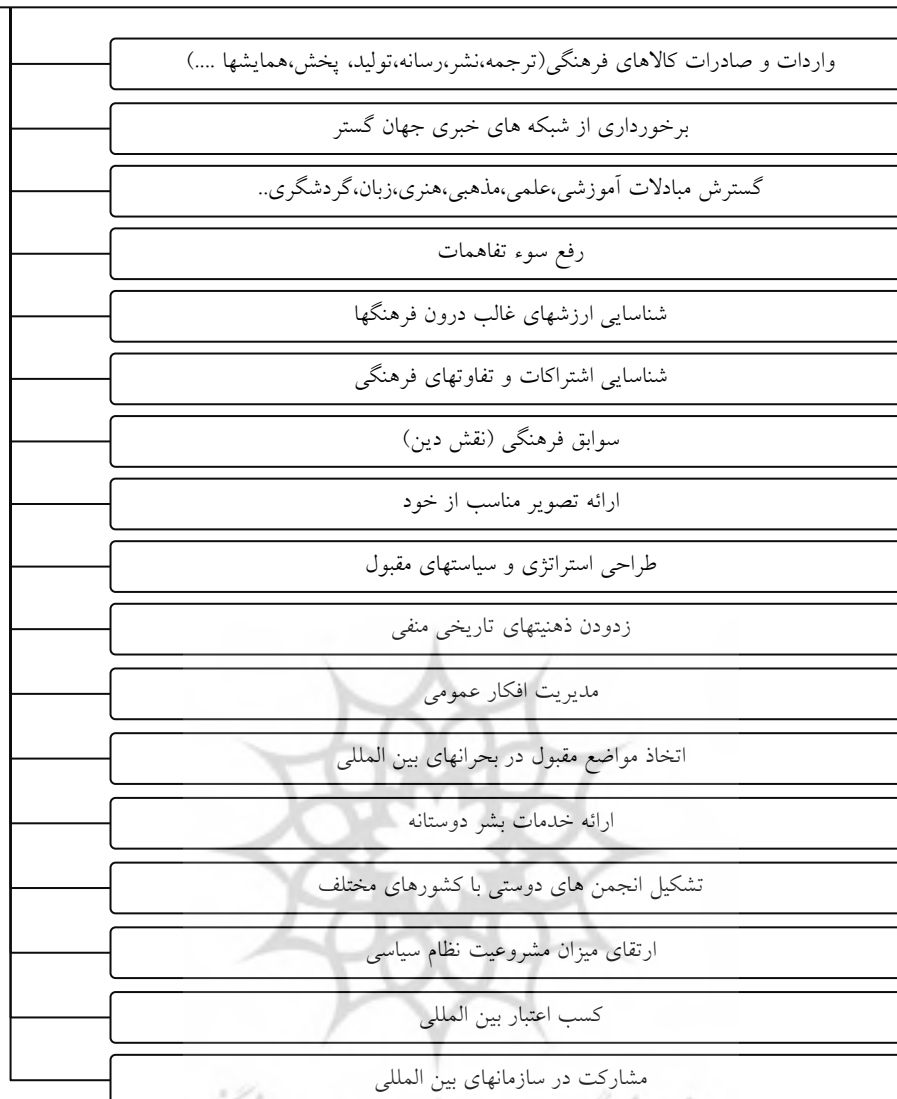 واردات و صادرات کالاهای فرهنگی(ترجمه،نشر،رسانه،تولید، پخش،همایشها ....)
برخورداری از شبکه های خبری جهان گستر
گسترش مبادلات آموزشی،علمی،مذهبی،هنری،زبان،گردشگری..
رفع سوء تفاهمات
شناسایی ارزشهای غالب درون فرهنگها
شناسایی اشتراکات و تفاوتهای فرهنگی
سوابق فرهنگی (نقش دین)
ارائه تصویر مناسب از خود
طراحی استراتژی و سیاستهای مقبول
زدودن ذهنیتهای تاریخی منفی
مدیریت افکار عمومی
اتخاذ مواضع مقبول در بحرانهای بین المللی
ارائه خدمات بشر دوستانه
تشکیل انجمن های دوستی با کشورهای مختلف
ارتقای میزان مشروعیت نظام سیاسی
کسب اعتبار بین المللی
مشارکت در سازمانهای بین المللی